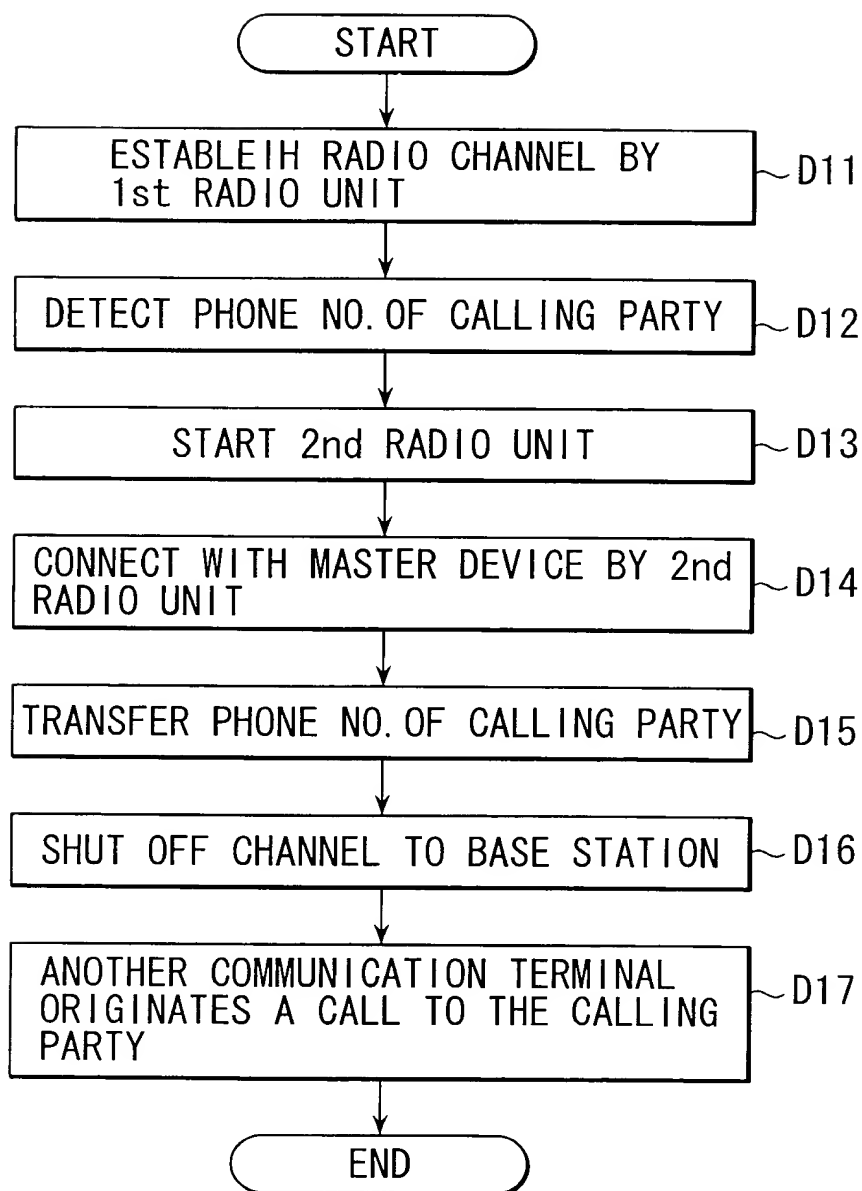 START
ESTABLEIH RADIO CHANNEL BY
1st RADIO UNIT
D11
DETECT PHONE NO. OF CALLING PARTY
D12
START 2nd RADIO UNIT
D13
CONNECT WITH MASTER DEVICE BY 2nd
RADIO UNIT
D14
TRANSFER PHONE NO. OF CALLING PARTY
D15
SHUT OFF CHANNEL TO BASE STATION
D16
ANOTHER COMMUNICATION TERMINAL
ORIGINATES A CALL TO THE CALLING
PARTY
D17
END